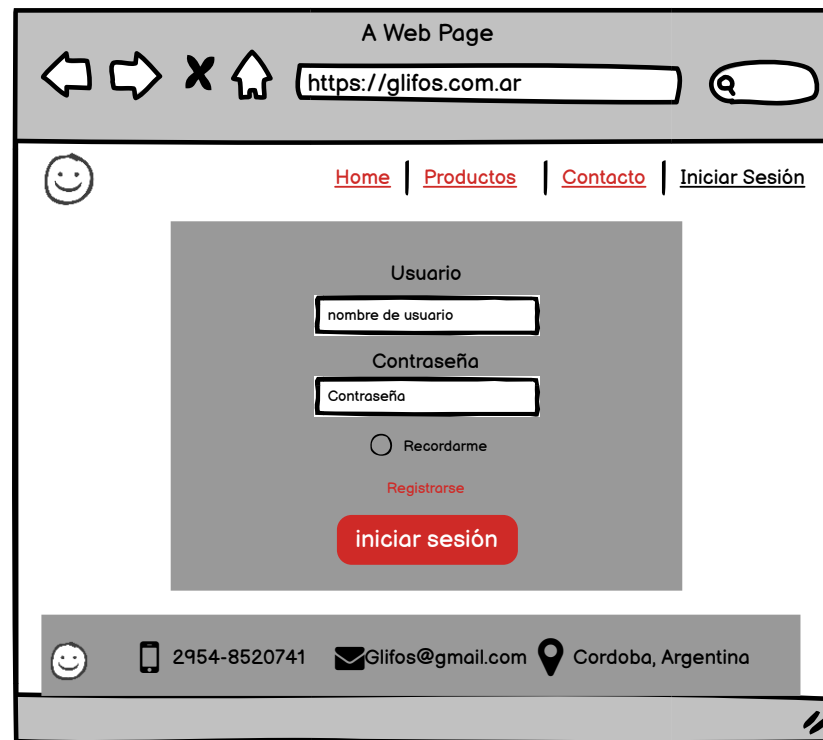 A Web Page
https://glifos.com.ar
Home Productos Contacto Iniciar Sesión
Usuario
nombre de usuario
Contraseña
Contraseña
Recordarme
Registrarse
iniciar sesión
2954-8520741 Glifos@gmail.com Cordoba, Argentina